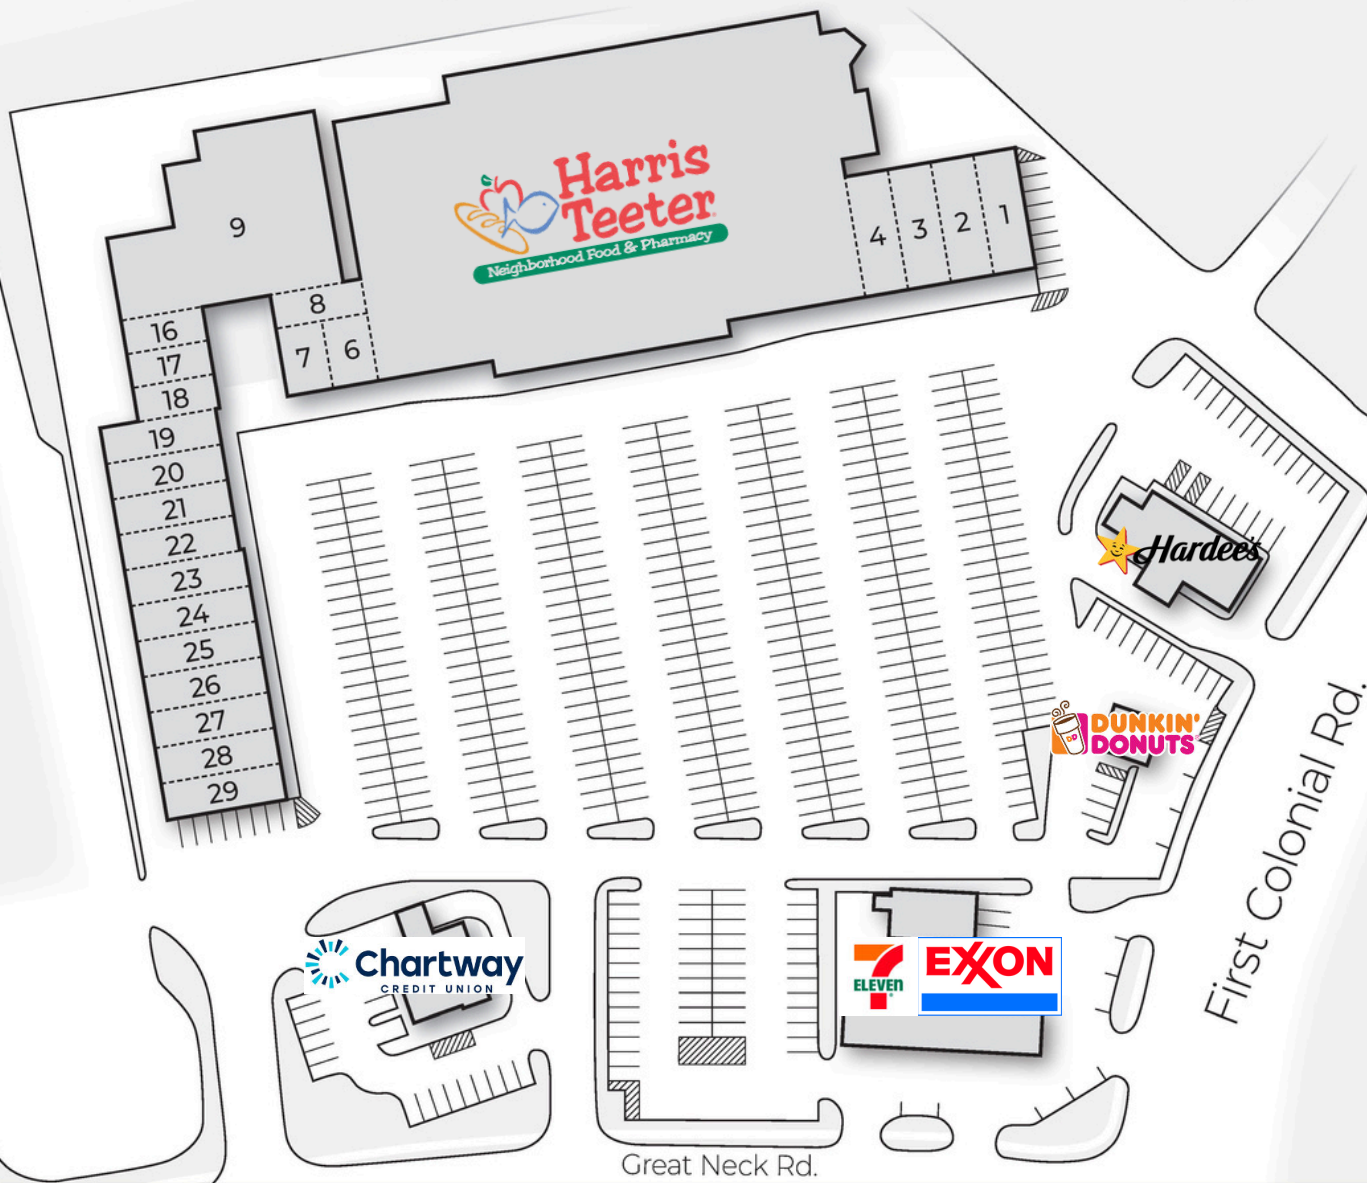 Harris
Teeter
Neighborhood Food & Pharmacy
9
4
3
2
1
8
7
6
16
17
18
19
20
21
22
23
24
25
26
27
28
29
Hardee's
DUNKIN'
DONUTS
DD
First Colonial Rd.
Chartway
CREDIT UNION
7
ELEVEN
EXXON
Great Neck Rd.